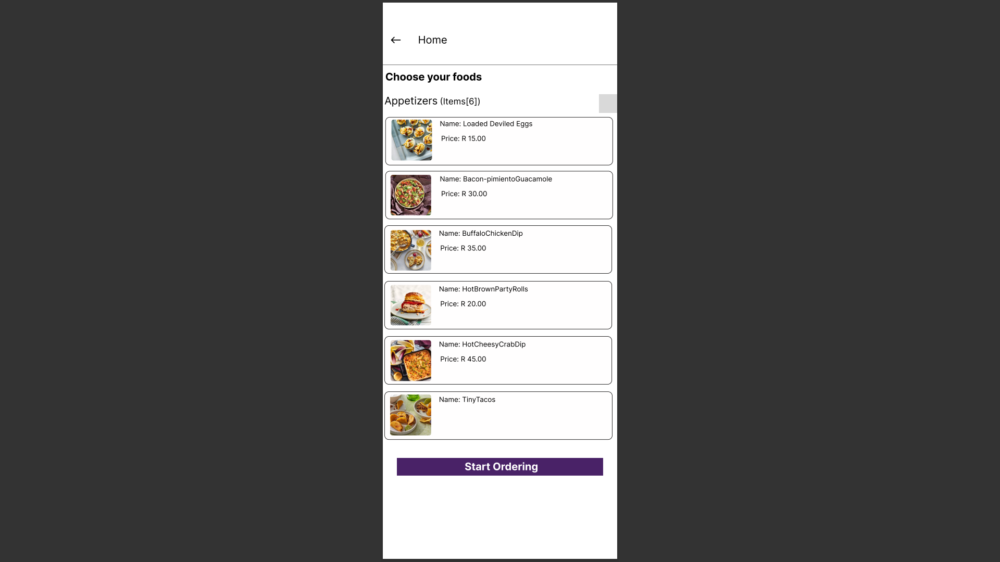 Home
Choose your foods
Appetizers (Items[6])
Name: Loaded Deviled Eggs
Price: R 15.00
Name: Bacon-pimientoGuacamole
Price: R 30.00
Name: BuffaloChickenDip
Price: R 35.00
Name: HotBrownPartyRolls
Price: R 20.00
Name: HotCheesyCrabDip
Price: R 45.00
Name: TinyTacos
Start Ordering